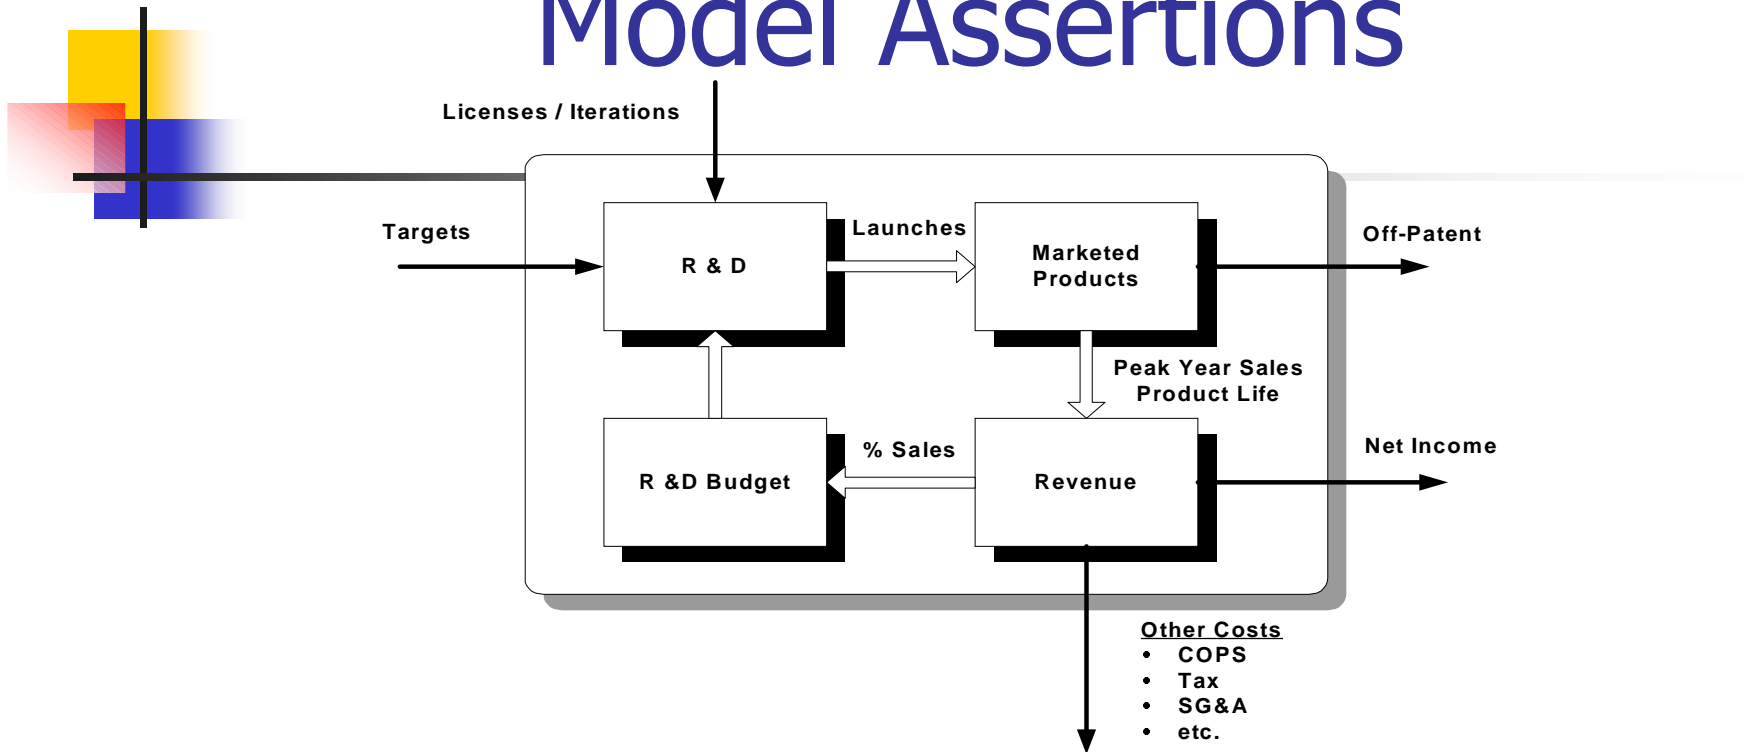 Model Assertions
Licenses / Iterations
Targets
R & D
Launches
Marketed
Products
Off-Patent
Peak Year Sales
Product Life
R &D Budget
% Sales
Revenue
Net Income
Other Costs
• COPS
• Tax
• SG&A
• etc.